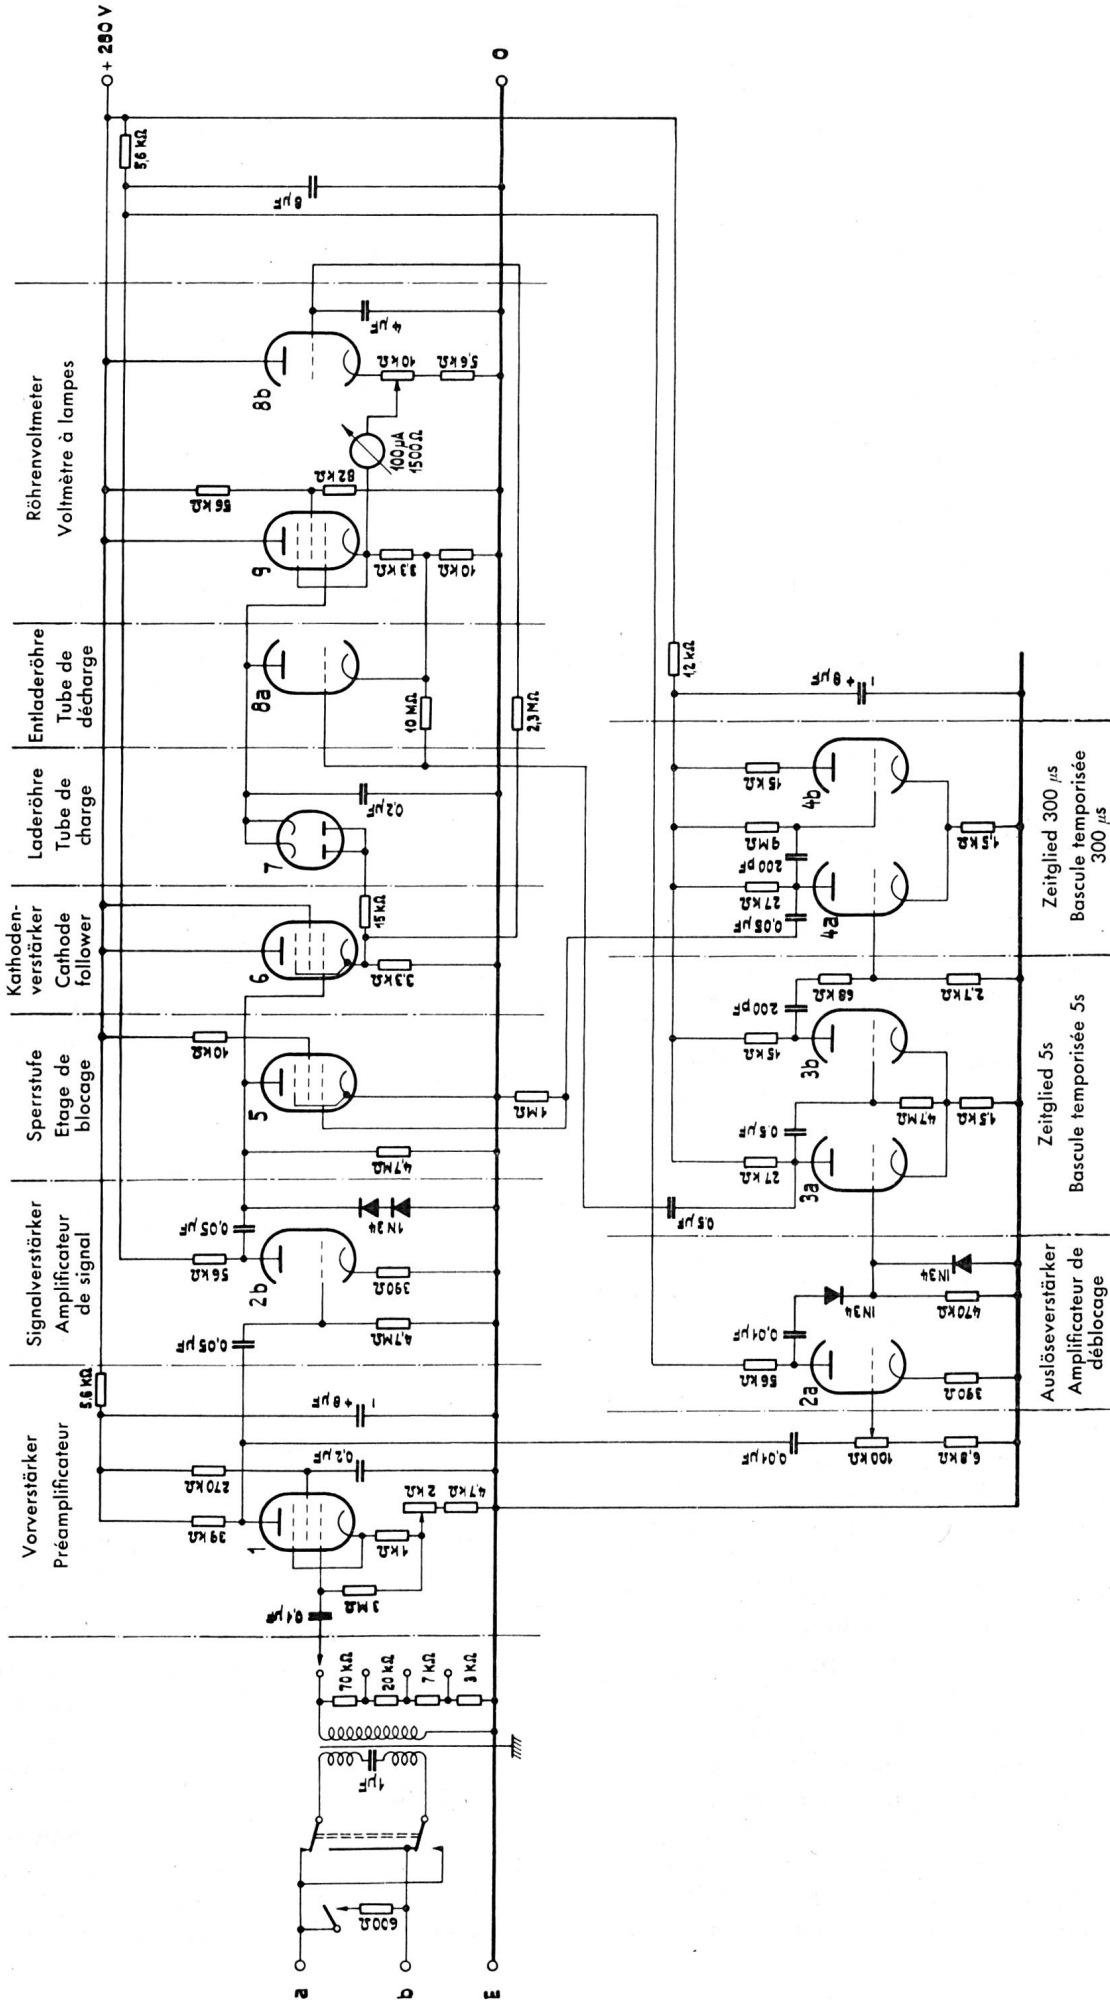 Vorverstärker
Préamplificateur
Signalverstärker
Amplificateur
de signal
Sperrstufe
Etage de
blocage
Kathoden-
verstärker
Cathode
follower
Laderöhre
Tube de
charge
Entladeröhre
Tube de
décharge
Röhrenvoltmeter
Voltmètre à lampes
a
b
E
600Ω
1µF
70 kΩ
20 kΩ
7 kΩ
3 kΩ
0,1 µF
3 MΩ
1
39 kΩ
270 kΩ
0,2 µF
1 kΩ
2 kΩ
4,7 kΩ
+ 8 µF
5,6 kΩ
0,05 µF
4,7 MΩ
2b
56 kΩ
390Ω
0,05 µF
1N34
4,7 MΩ
5
10 kΩ
1 MΩ
6
3,3 kΩ
15 kΩ
7
0,2 µF
8a
10 MΩ
2,3 MΩ
9
3,3 kΩ
10 kΩ
56 kΩ
82 kΩ
100 µA
1500 Ω
8b
10 kΩ
5,6 kΩ
4 µF
8 µF
5,6 kΩ
+ 280 V
0
0,01 µF
100 kΩ
6,8 kΩ
2a
56 kΩ
0,01 µF
390Ω
1N34
470 kΩ
1N34
0,5 µF
3a
27 kΩ
0,5 µF
4,7 MΩ
1,5 kΩ
3b
15 kΩ
200 pF
68 kΩ
2,7 kΩ
4a
0,05 µF
27 kΩ
200 pF
9 MΩ
4b
15 kΩ
1,5 kΩ
+ 8 µF
1,2 kΩ
Auslöseverstärker
Amplificateur de
déblocage
Zeitglied 5s
Bascule temporisée 5s
Zeitglied 300 µs
Bascule temporisée
300 µs